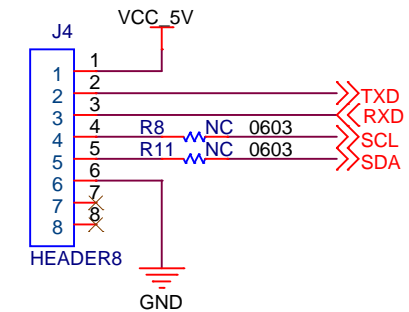 VCC_5V
J4
1 1
2 2 TXD
3 3 RXD
4 4 R8 NC 0603 SCL
5 5 R11 NC 0603 SDA
6 6
7 7
8 8
HEADER8
GND